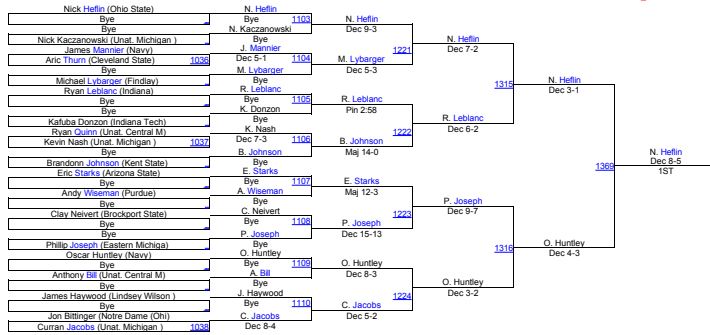 Nick Heflin (Ohio State)
Bye
Bye
Nick Kaczanowski (Unat. Michigan )
James Mannier (Navy)
Aric Thurn (Cleveland State) 1036
Bye
Michael Lybarger (Findlay)
Ryan Leblanc (Indiana)
Bye
Bye
Kafuba Donzon (Indiana Tech)
Ryan Quinn (Unat. Central M)
Kevin Nash (Unat. Michigan ) 1037
Bye
Brandonn Johnson (Kent State)
Eric Starks (Arizona State)
Bye
Andy Wiseman (Purdue)
Bye
Clay Neivert (Brockport State)
Bye
Bye
Phillip Joseph (Eastern Michiga)
Oscar Huntley (Navy)
Bye
Anthony Bill (Unat. Central M)
Bye
James Haywood (Lindsey Wilson )
Bye
Jon Bittinger (Notre Dame (Ohi)
Curran Jacobs (Unat. Michigan ) 1038
N. Heflin
Bye 1103
N. Kaczanowski
Bye
J. Mannier
Dec 5-1 1104
M. Lybarger
Bye
R. Leblanc
Bye 1105
K. Donzon
Bye
K. Nash
Dec 7-3 1106
B. Johnson
Bye
E. Starks
Bye 1107
A. Wiseman
Bye
C. Neivert
Bye 1108
P. Joseph
Bye
O. Huntley
Bye 1109
A. Bill
Bye
J. Haywood
Bye 1110
C. Jacobs
Dec 8-4
N. Heflin
Dec 9-3
1221
M. Lybarger
Dec 5-3
R. Leblanc
Pin 2:58
1222
B. Johnson
Maj 14-0
E. Starks
Maj 12-3
1223
P. Joseph
Dec 15-13
O. Huntley
Dec 8-3
1224
C. Jacobs
Dec 5-2
N. Heflin
Dec 7-2
1315
R. Leblanc
Dec 6-2
P. Joseph
Dec 9-7
1316
O. Huntley
Dec 3-2
N. Heflin
Dec 3-1
1369
O. Huntley
Dec 4-3
N. Heflin
Dec 8-5
1ST